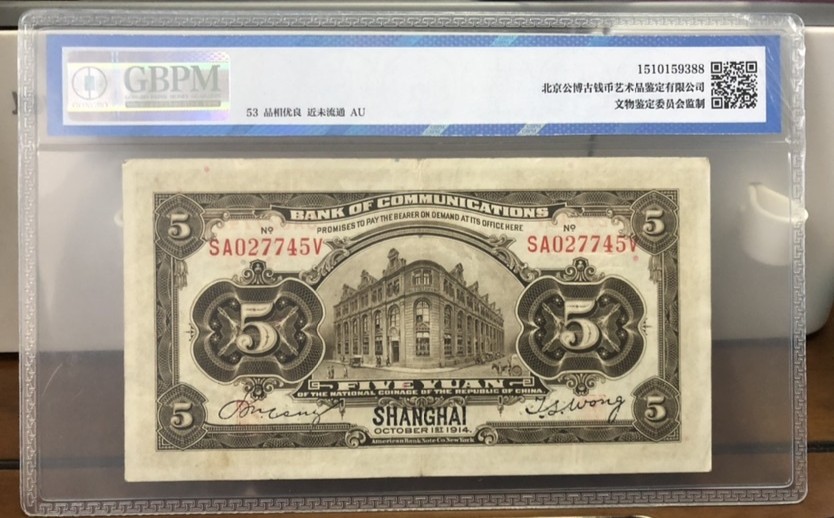 GBPM
1510159388
北京公博古钱币艺术品鉴定有限公司
53 品相优良 近未流通 AU
文物鉴定委员会监制
BANK OF COMMUNICATIONS
PROMISES TO PAY THE BEARER ON DEMAND AT ITS OFFICE HERE
5
5
No
SA027745V
No
SA027745V
5
5
FIVE YUAN
OF THE NATIONAL COINAGE OF THE REPUBLIC OF CHINA.
5
SHANGHAI
T.S. Wong
5
OCTOBER 1ST 1914.
American Bank Note Co. New York